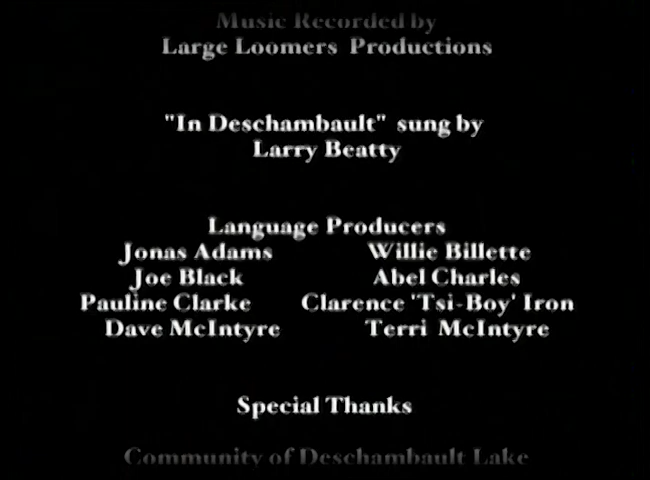 Music Recorded by
Large Loomers Productions
"In Deschambault" sung by
Larry Beatty
Language Producers
Jonas Adams Willie Billette
Joe Black Abel Charles
Pauline Clarke Clarence 'Tsi-Boy' Iron
Dave McIntyre Terri McIntyre
Special Thanks
Community of Deschambault Lake